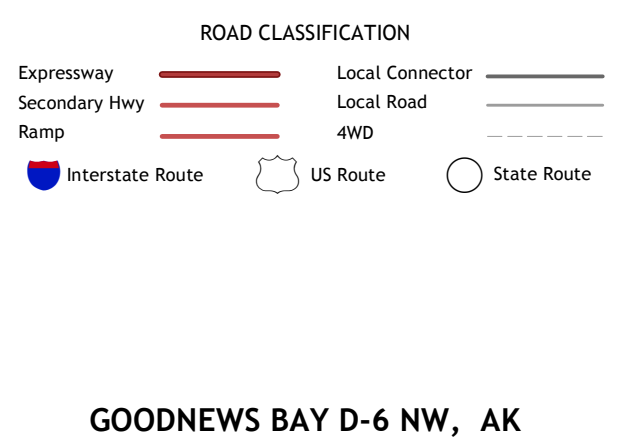 ROAD CLASSIFICATION
Expressway
Local Connector
Secondary Hwy
Local Road
Ramp
4WD
Interstate Route
US Route
State Route
GOODNEWS BAY D-6 NW, AK